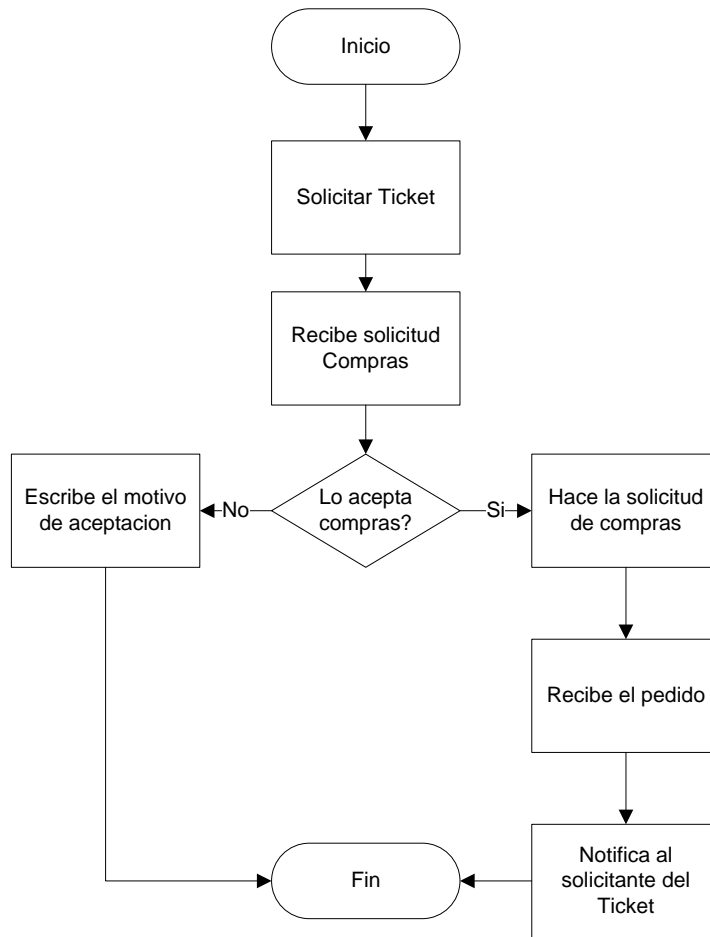 Inicio
Solicitar Ticket
Recibe solicitud
Compras
Lo acepta
compras?
No
Si
Escribe el motivo
de aceptacion
Hace la solicitud
de compras
Recibe el pedido
Notifica al
solicitante del
Ticket
Fin